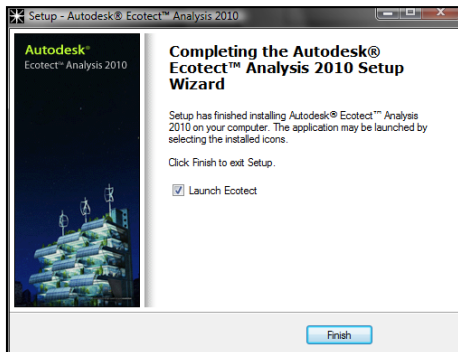 Setup - Autodesk® Ecotect™ Analysis 2010
Autodesk®
Ecotect™ Analysis 2010
Completing the Autodesk®
Ecotect™ Analysis 2010 Setup
Wizard
Setup has finished installing Autodesk® Ecotect™ Analysis
2010 on your computer. The application may be launched by
selecting the installed icons.
Click Finish to exit Setup.
Launch Ecotect
Finish